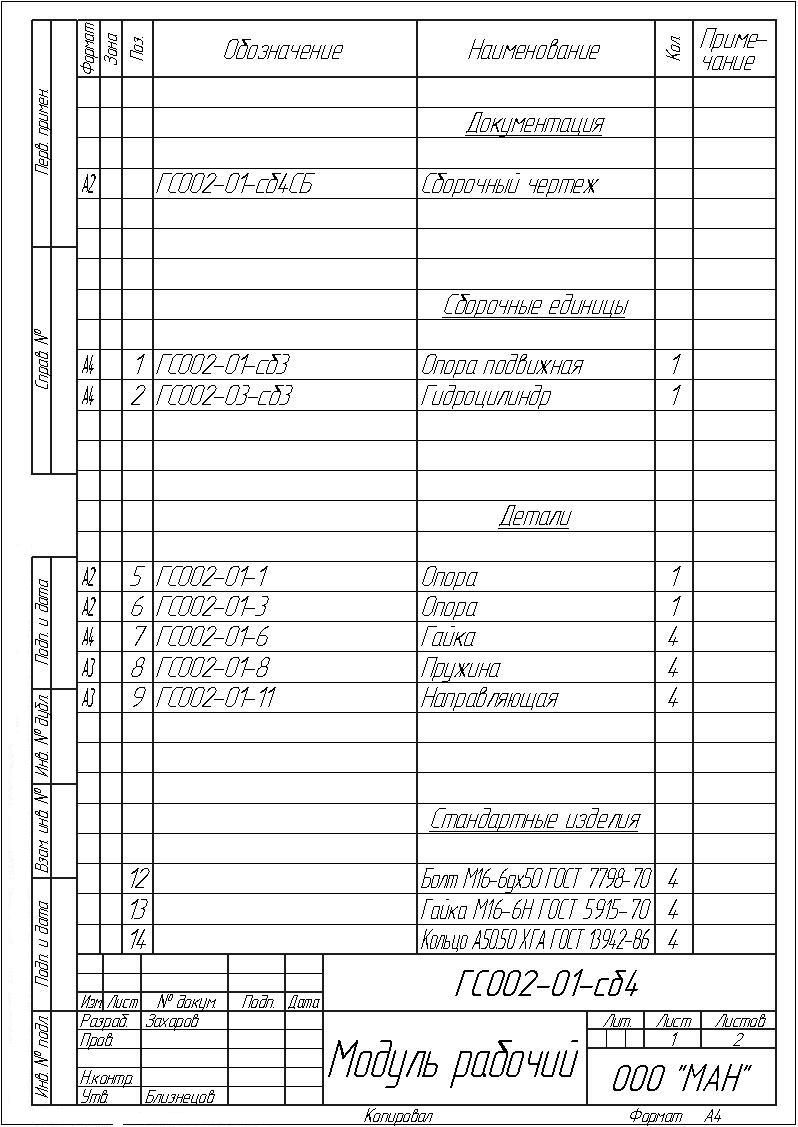 Перв. примен.
Справ. №
Подп. и дата
Инв. № дубл.
Взам. инв. №
Подп. и дата
Инв. № подл.
Формат Зона Поз. Обозначение Наименование Кол Приме-
чание
Документация
А2 ГС002-01-сб4СБ Сборочный чертеж
Сборочные единицы
А4 1 ГС002-01-сб3 Опора подвижная 1
А4 2 ГС002-03-сб3 Гидроцилиндр 1
Детали
А2 5 ГС002-01-1 Опора 1
А2 6 ГС002-01-3 Опора 1
А4 7 ГС002-01-6 Гайка 4
А3 8 ГС002-01-8 Пружина 4
А3 9 ГС002-01-11 Направляющая 4
Стандартные изделия
12 Болт М16-6gх50 ГОСТ 7798-70 4
13 Гайка М16-6Н ГОСТ 5915-70 4
14 Кольцо А50.50 ХГА ГОСТ 13942-86 4
ГС002-01-сб4
Изм. Лист № докум. Подп. Дата
Разраб. Захаров
Пров.
Н.контр.
Утв. Близнецов
Модуль рабочий
Лит. Лист Листов
1 2
ООО "МАН"
Копировал Формат А4